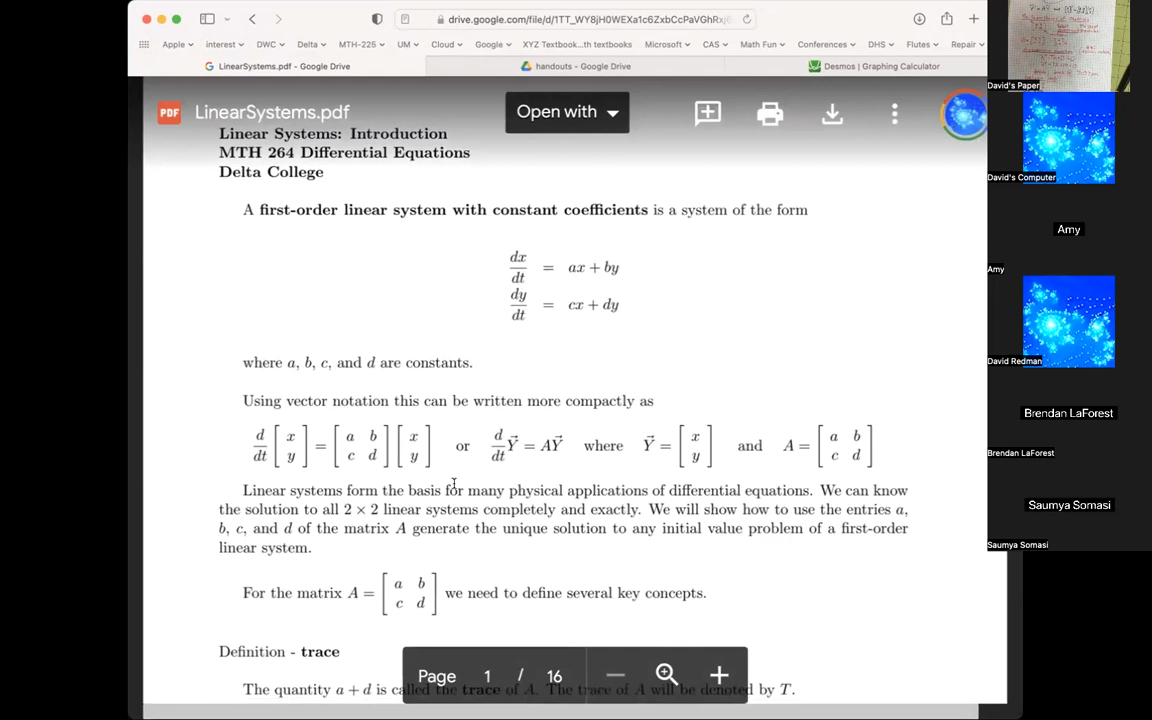 drive.google.com/file/d/1TT_WY8jH0WEXa1c6ZxbCcPaVGhRxj
Apple
interest
DWC
Delta
MTH-225
UM
Cloud
Google
XYZ Textbook...th textbooks
Microsoft
CAS
Math Fun
Conferences
DHS
Flutes
Repair
LinearSystems.pdf - Google Drive
handouts - Google Drive
Desmos | Graphing Calculator
PDF LinearSystems.pdf
Open with
Linear Systems: Introduction
MTH 264 Differential Equations
Delta College
A first-order linear system with constant coefficients is a system of the form
dx/dt = ax + by
dy/dt = cx + dy
where a, b, c, and d are constants.
Using vector notation this can be written more compactly as
d/dt [x y] = [a b c d] [x y] or d/dt Y⃗ = AY⃗ where Y⃗ = [x y] and A = [a b c d]
Linear systems form the basis for many physical applications of differential equations. We can know
the solution to all 2 × 2 linear systems completely and exactly. We will show how to use the entries a,
b, c, and d of the matrix A generate the unique solution to any initial value problem of a first-order
linear system.
For the matrix A = [a b c d] we need to define several key concepts.
Definition - trace
The quantity a + d is called the trace of A. The trace of A will be denoted by T.
Page 1 / 16
David's Paper
David's Computer
Amy
Amy
David Redman
Brendan LaForest
Brendan LaForest
Saumya Somasi
Saumya Somasi